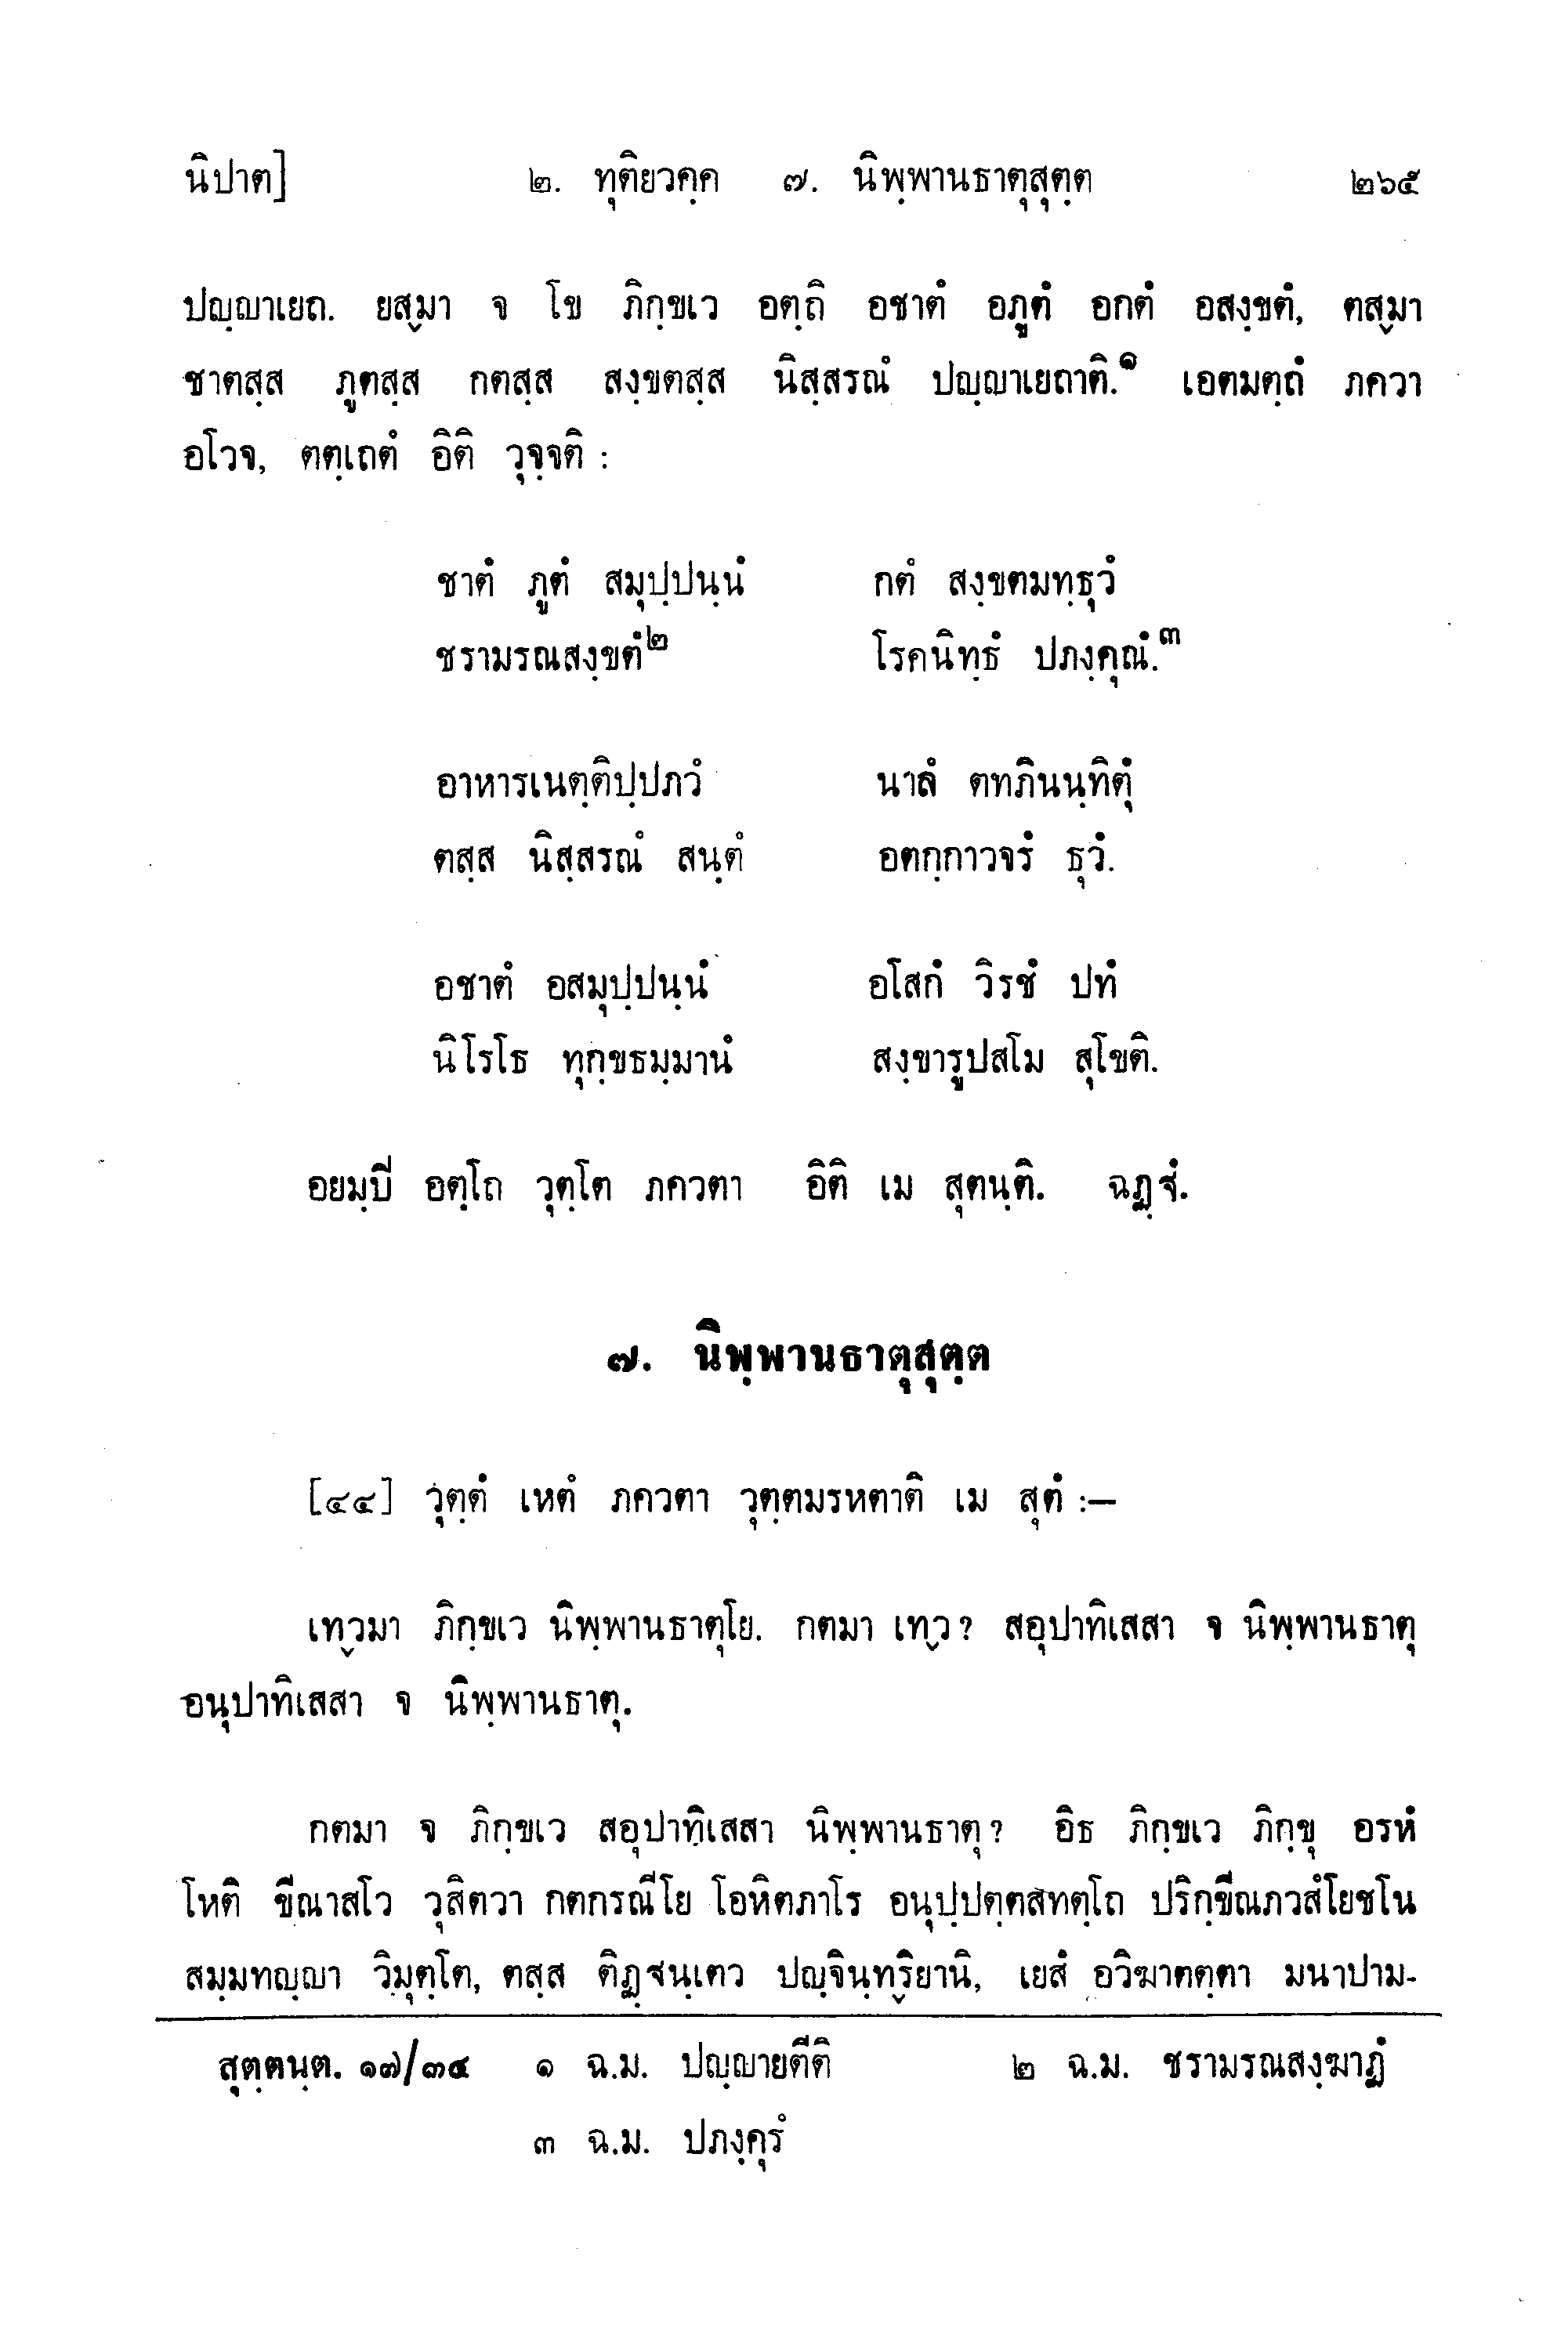 นิปาต] ๒. ทุติยวคฺค ๗. นิพฺพานธาตุสุตฺต ๒๖๕
ปญฺญาเยถ. ยสฺมา จ โข ภิกฺขเว อตฺถิ อชาตํ อภูตํ อกตํ อสงฺขตํ, ตสฺมา
ชาตสฺส ภูตสฺส กตสฺส สงฺขตสฺส นิสฺสรณํ ปญฺญาเยถาติ.๑ เอตมตฺถํ ภควา
อโวจ, ตตฺเถตํ อิติ วุจฺจติ :
ชาตํ ภูตํ สมุปฺปนฺนํ กตํ สงฺขตมทฺธุวํ
ชรามรณสงฺขตํ๒ โรคนิทฺธํ ปภงฺคุณํ.๓
อาหารเนตฺติปฺปภวํ นาลํ ตทภินนฺทิตุํ
ตสฺส นิสฺสรณํ สนฺตํ อตกฺกาวจรํ ธุวํ.
อชาตํ อสมุปฺปนฺนํ อโสกํ วิรชํ ปทํ
นิโรโธ ทุกฺขธมฺมานํ สงฺขารูปสโม สุโขติ.
อยมฺปิ อตฺโถ วุตฺโต ภควตา อิติ เม สุตนฺติ. ฉฏฺฐํ.
๗. นิพฺพานธาตุสุตฺต
[๔๔] วุตฺตํ เหตํ ภควตา วุตฺตมรหตาติ เม สุตํ :—
เทฺวมา ภิกฺขเว นิพฺพานธาตุโย. กตมา เทฺว ? สอุปาทิเสสา จ นิพฺพานธาตุ
อนุปาทิเสสา จ นิพฺพานธาตุ.
กตมา จ ภิกฺขเว สอุปาทิเสสา นิพฺพานธาตุ ? อิธ ภิกฺขเว ภิกฺขุ อรหํ
โหติ ขีณาสโว วุสิตวา กตกรณีโย โอหิตภาโร อนุปฺปตฺตสทตฺโถ ปริกฺขีณภวสํโยชโน
สมฺมทญฺญา วิมุตฺโต, ตสฺส ติฏฺฐนฺเตว ปญฺจินฺทฺริยานิ, เยสํ อวิฆาตตฺตา มนาปาม-
สุตฺตนฺต. ๑๗/๓๔ ๑ ฉ.ม. ปญฺญายตีติ ๒ ฉ.ม. ชรามรณสงฺฆาฏํ
๓ ฉ.ม. ปภงฺคุรํ